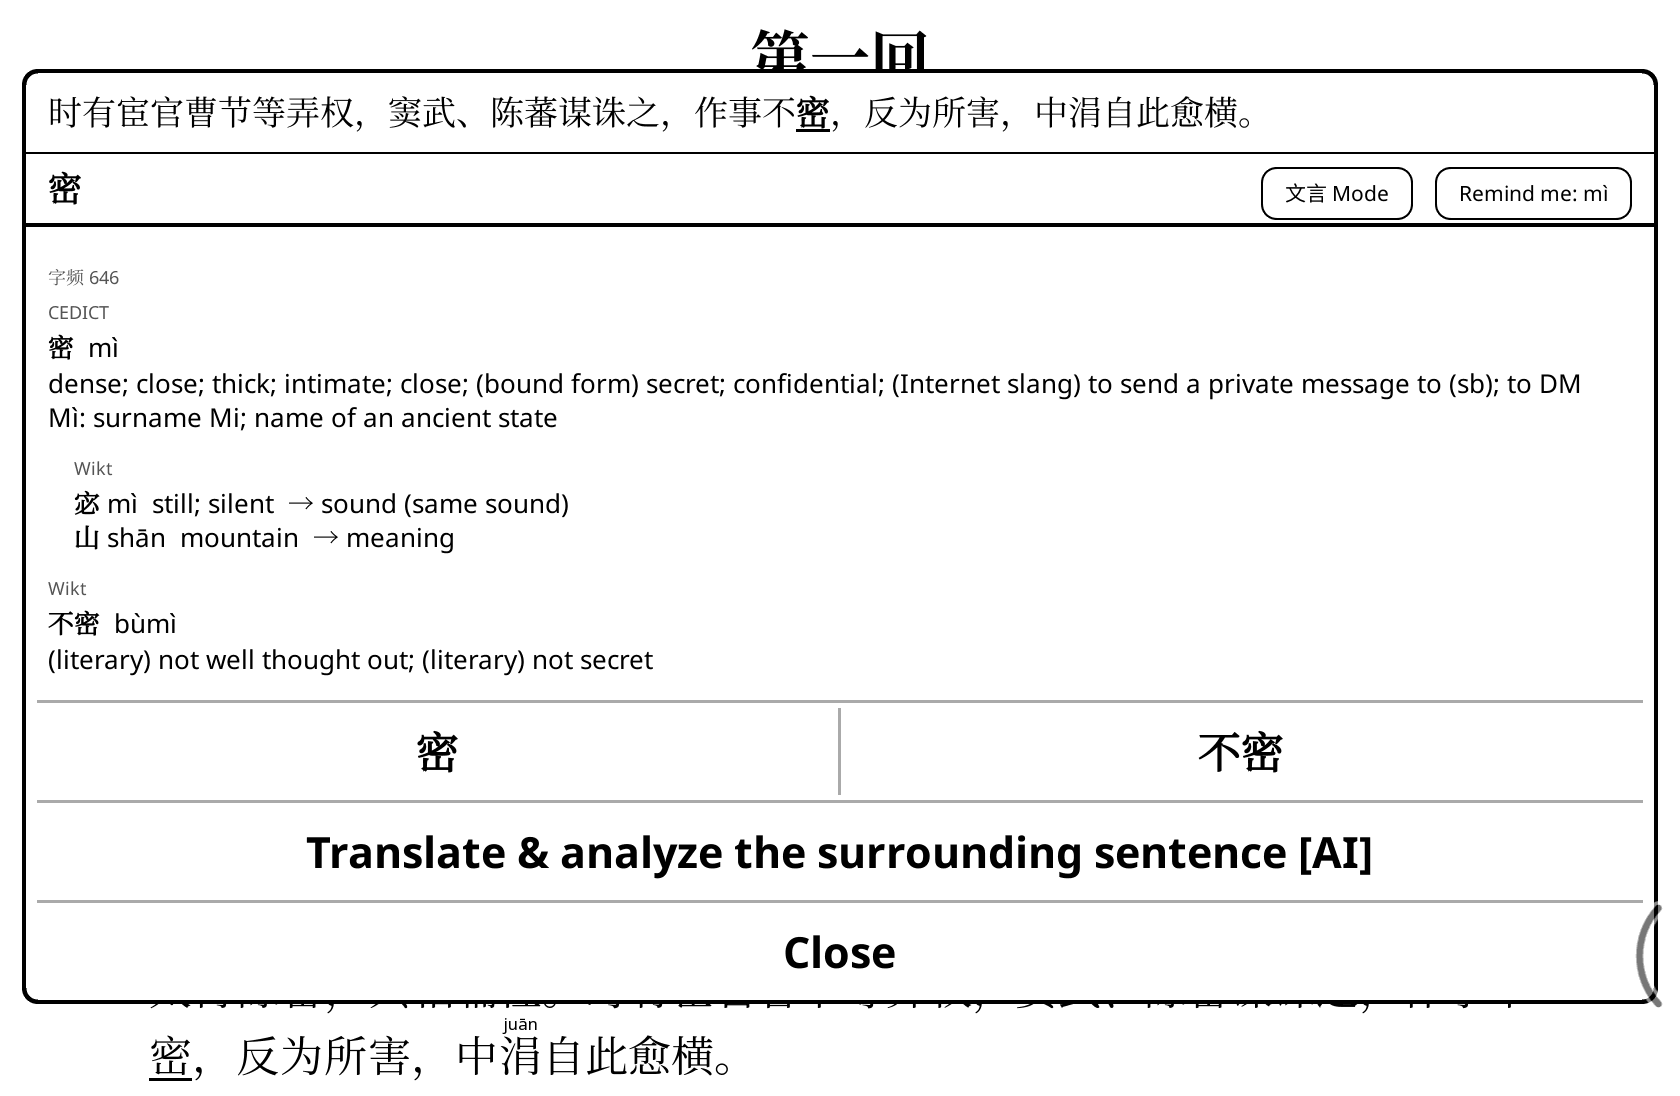 第一回
时有宦官曹节等弄权，窦武、陈蕃谋诛之，作事不密，反为所害，中涓自此愈横。
密
文言 Mode
Remind me: mì
字频 646
CEDICT
密 mì
dense; close; thick; intimate; close; (bound form) secret; confidential; (Internet slang) to send a private message to (sb); to DM
Mì: surname Mi; name of an ancient state
Wikt
宓 mì still; silent → sound (same sound)
山 shān mountain → meaning
Wikt
不密 bùmì
(literary) not well thought out; (literary) not secret
密
不密
Translate & analyze the surrounding sentence [AI]
Close
juān
密，反为所害，中涓自此愈横。